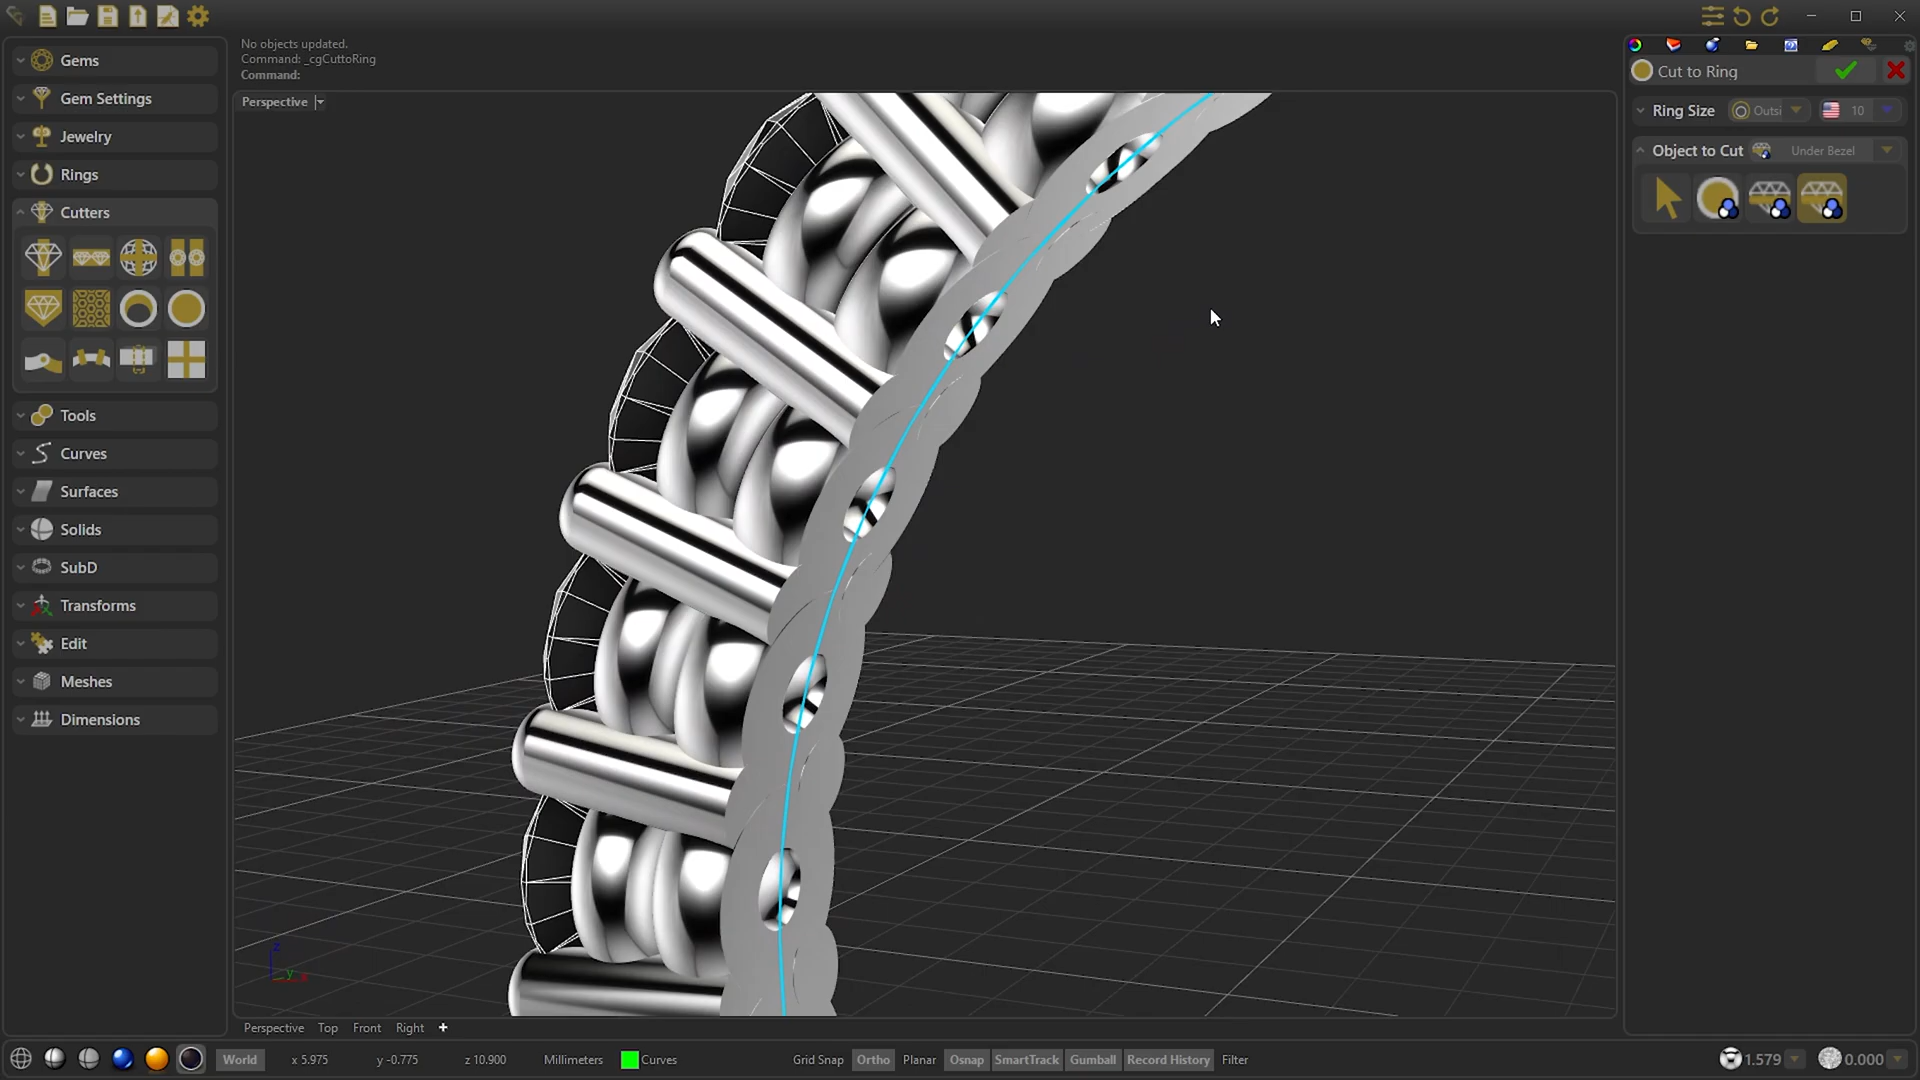 No objects updated.
Command: _cgCuttoRing
Command:
Perspective
Gems
Gem Settings
Jewelry
Rings
Cutters
Tools
Curves
Surfaces
Solids
SubD
Transforms
Edit
Meshes
Dimensions
Cut to Ring
Ring Size Outsi 10
Object to Cut Under Bezel
z
y x
Perspective Top Front Right
World x 5.975 y -0.775 z 10.900 Millimeters Curves Grid Snap Ortho Planar Osnap SmartTrack Gumball Record History Filter 1.579 0.000